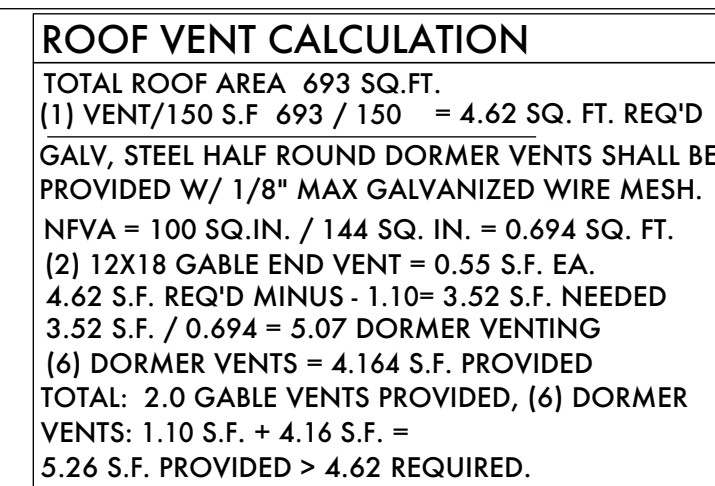 ROOF VENT CALCULATION
TOTAL ROOF AREA 693 SQ.FT.
(1) VENT/150 S.F 693 / 150 = 4.62 SQ. FT. REQ'D
GALV, STEEL HALF ROUND DORMER VENTS SHALL BE
PROVIDED W/ 1/8" MAX GALVANIZED WIRE MESH.
NFVA = 100 SQ.IN. / 144 SQ. IN. = 0.694 SQ. FT.
(2) 12X18 GABLE END VENT = 0.55 S.F. EA.
4.62 S.F. REQ'D MINUS - 1.10= 3.52 S.F. NEEDED
3.52 S.F. / 0.694 = 5.07 DORMER VENTING
(6) DORMER VENTS = 4.164 S.F. PROVIDED
TOTAL: 2.0 GABLE VENTS PROVIDED, (6) DORMER
VENTS: 1.10 S.F. + 4.16 S.F. =
5.26 S.F. PROVIDED > 4.62 REQUIRED.